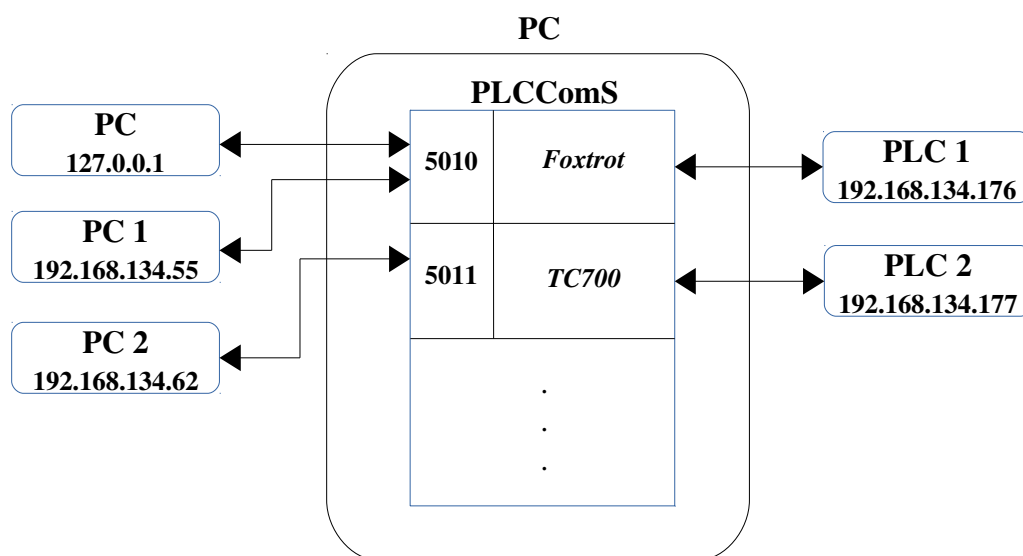 PC
PLCComS
PC
127.0.0.1
PC 1
192.168.134.55
PC 2
192.168.134.62
5010
Foxtrot
5011
TC700
.
.
.
PLC 1
192.168.134.176
PLC 2
192.168.134.177